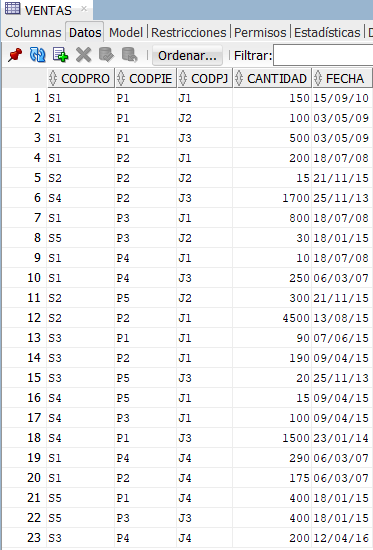 VENTAS
Columnas Datos Model Restricciones Permisos Estadísticas
Ordenar... Filtrar:
CODPRO CODPIE CODPJ CANTIDAD FECHA
1 S1 P1 J1 150 15/09/10
2 S1 P1 J2 100 03/05/09
3 S1 P1 J3 500 03/05/09
4 S1 P2 J1 200 18/07/08
5 S2 P2 J2 15 21/11/15
6 S4 P2 J3 1700 25/11/13
7 S1 P3 J1 800 18/07/08
8 S5 P3 J2 30 18/01/15
9 S1 P4 J1 10 18/07/08
10 S1 P4 J3 250 06/03/07
11 S2 P5 J2 300 21/11/15
12 S2 P2 J1 4500 13/08/15
13 S3 P1 J1 90 07/06/15
14 S3 P2 J1 190 09/04/15
15 S3 P5 J3 20 25/11/13
16 S4 P5 J1 15 09/04/15
17 S4 P3 J1 100 09/04/15
18 S4 P1 J3 1500 23/01/14
19 S1 P4 J4 290 06/03/07
20 S1 P2 J4 175 06/03/07
21 S5 P1 J4 400 18/01/15
22 S5 P3 J3 400 18/01/15
23 S3 P4 J4 200 12/04/16